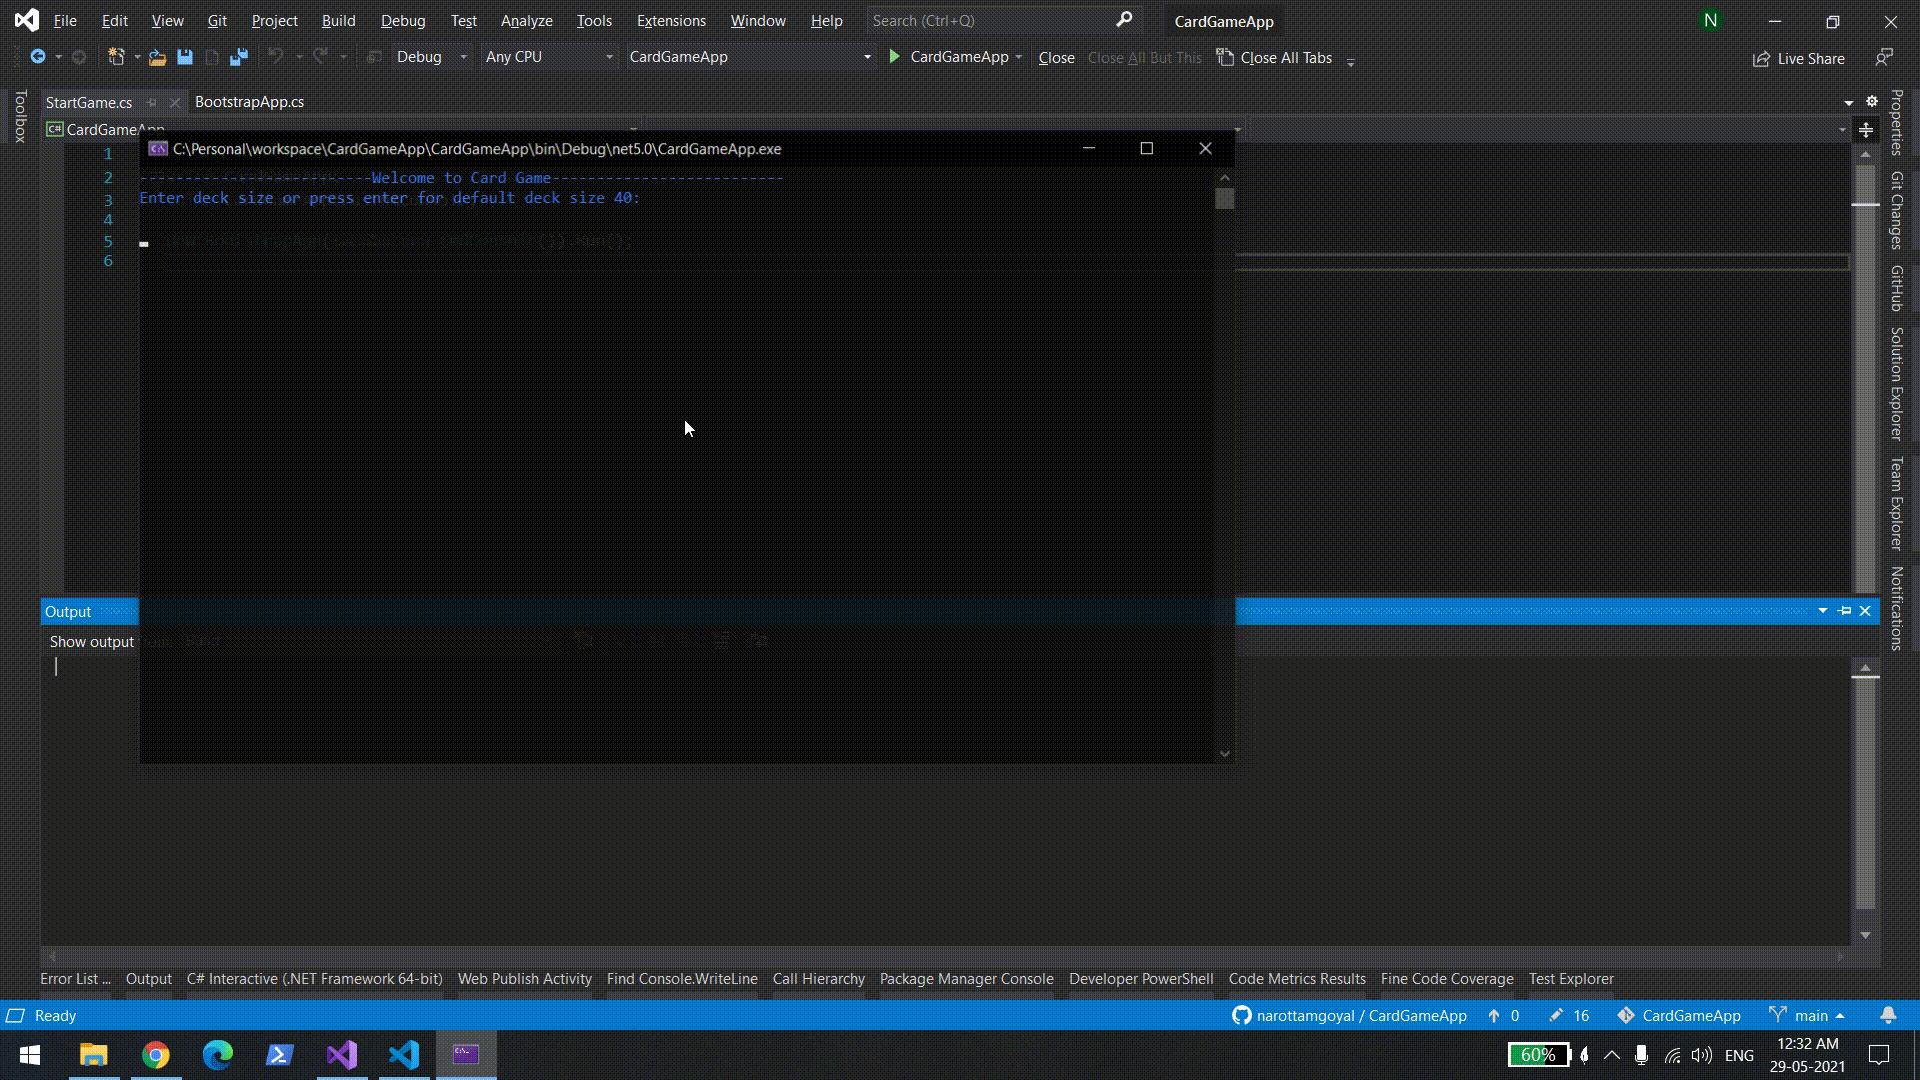 File Edit View Git Project Build Debug Test Analyze Tools Extensions Window Help Search (Ctrl+Q) CardGameApp N
Debug Any CPU CardGameApp CardGameApp Close Close All But This Close All Tabs Live Share
Toolbox
StartGame.cs BootstrapApp.cs
C# CardGameApp
C:\Personal\workspace\CardGameApp\CardGameApp\bin\Debug\net5.0\CardGameApp.exe
1
2
3
4
5
6
--------------------------Welcome to Card Game--------------------------
Enter deck size or press enter for default deck size 40:
Properties
Git Changes
GitHub
Solution Explorer
Team Explorer
Notifications
Output
Show output
Error List ... Output C# Interactive (.NET Framework 64-bit) Web Publish Activity Find Console.WriteLine Call Hierarchy Package Manager Console Developer PowerShell Code Metrics Results Fine Code Coverage Test Explorer
Ready narottamgoyal / CardGameApp 0 16 CardGameApp main
60% ENG 12:32 AM
29-05-2021